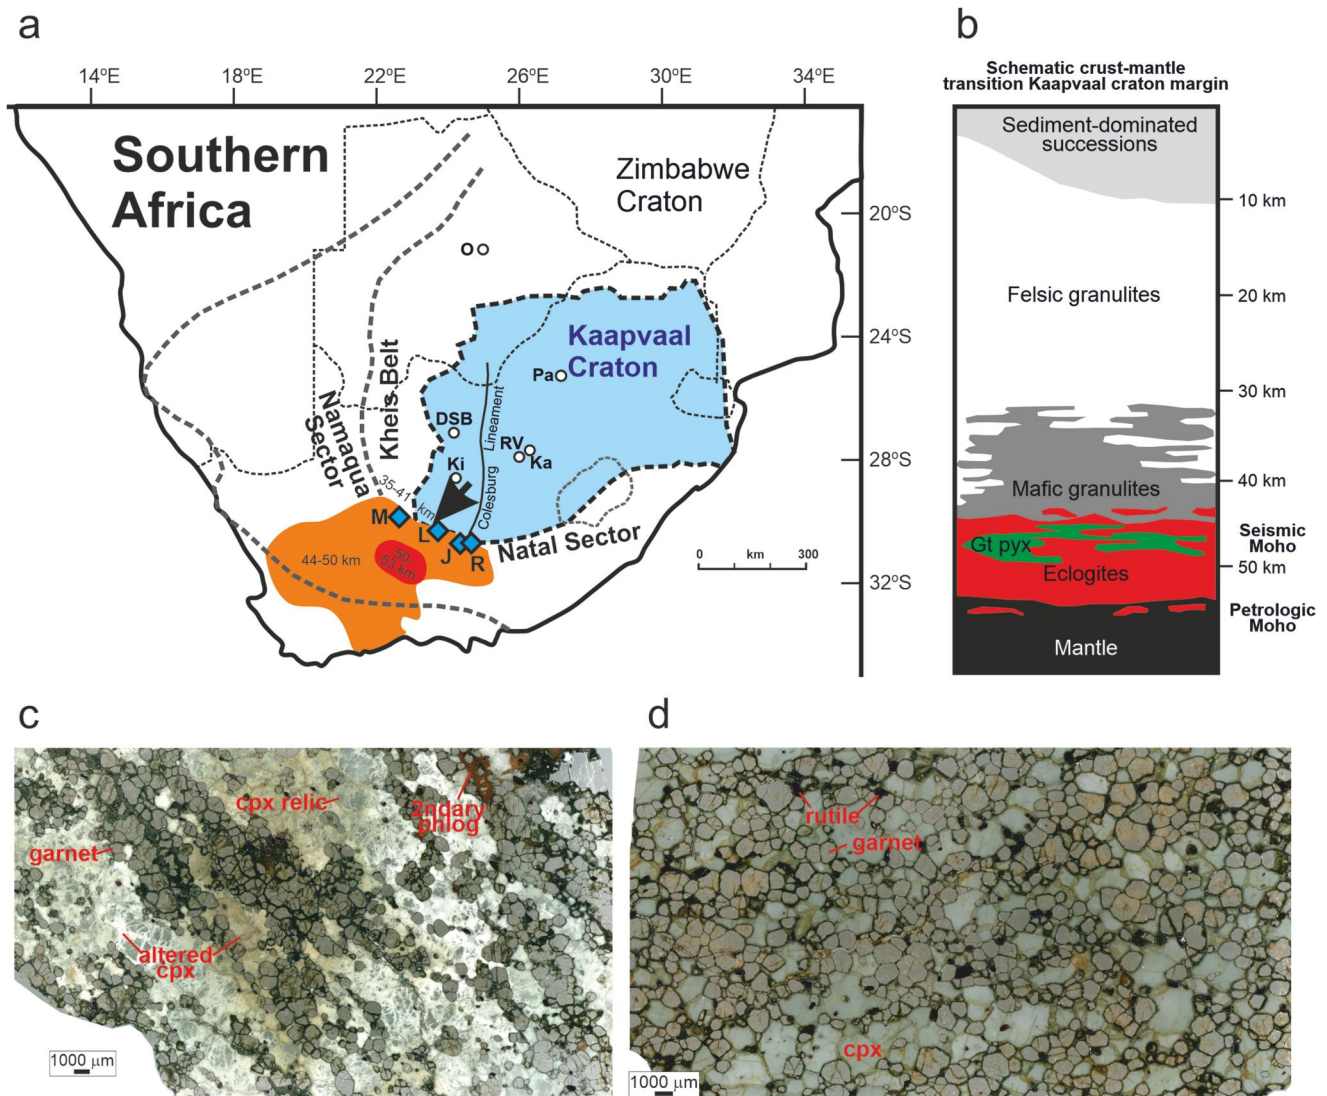 a
14ºE
18ºE
22ºE
26ºE
30ºE
34ºE
Southern
Africa
Zimbabwe
Craton
20ºS
24ºS
28ºS
32ºS
O
Kaapvaal
Craton
Pa
DSB
RV
Ka
Ki
Colesburg Lineament
Kheis Belt
Namaqua
Sector
Natal Sector
35-41
km
M
L
J
R
44-50 km
50-
53 km
0 km 300
b
Schematic crust-mantle
transition Kaapvaal craton margin
Sediment-dominated
successions
10 km
Felsic granulites
20 km
30 km
Mafic granulites
40 km
Seismic
Moho
Gt pyx
50 km
Eclogites
Petrologic
Moho
Mantle
c
cpx relic
2ndary
phlog
garnet
altered
cpx
1000 µm
d
rutile
garnet
cpx
1000 µm